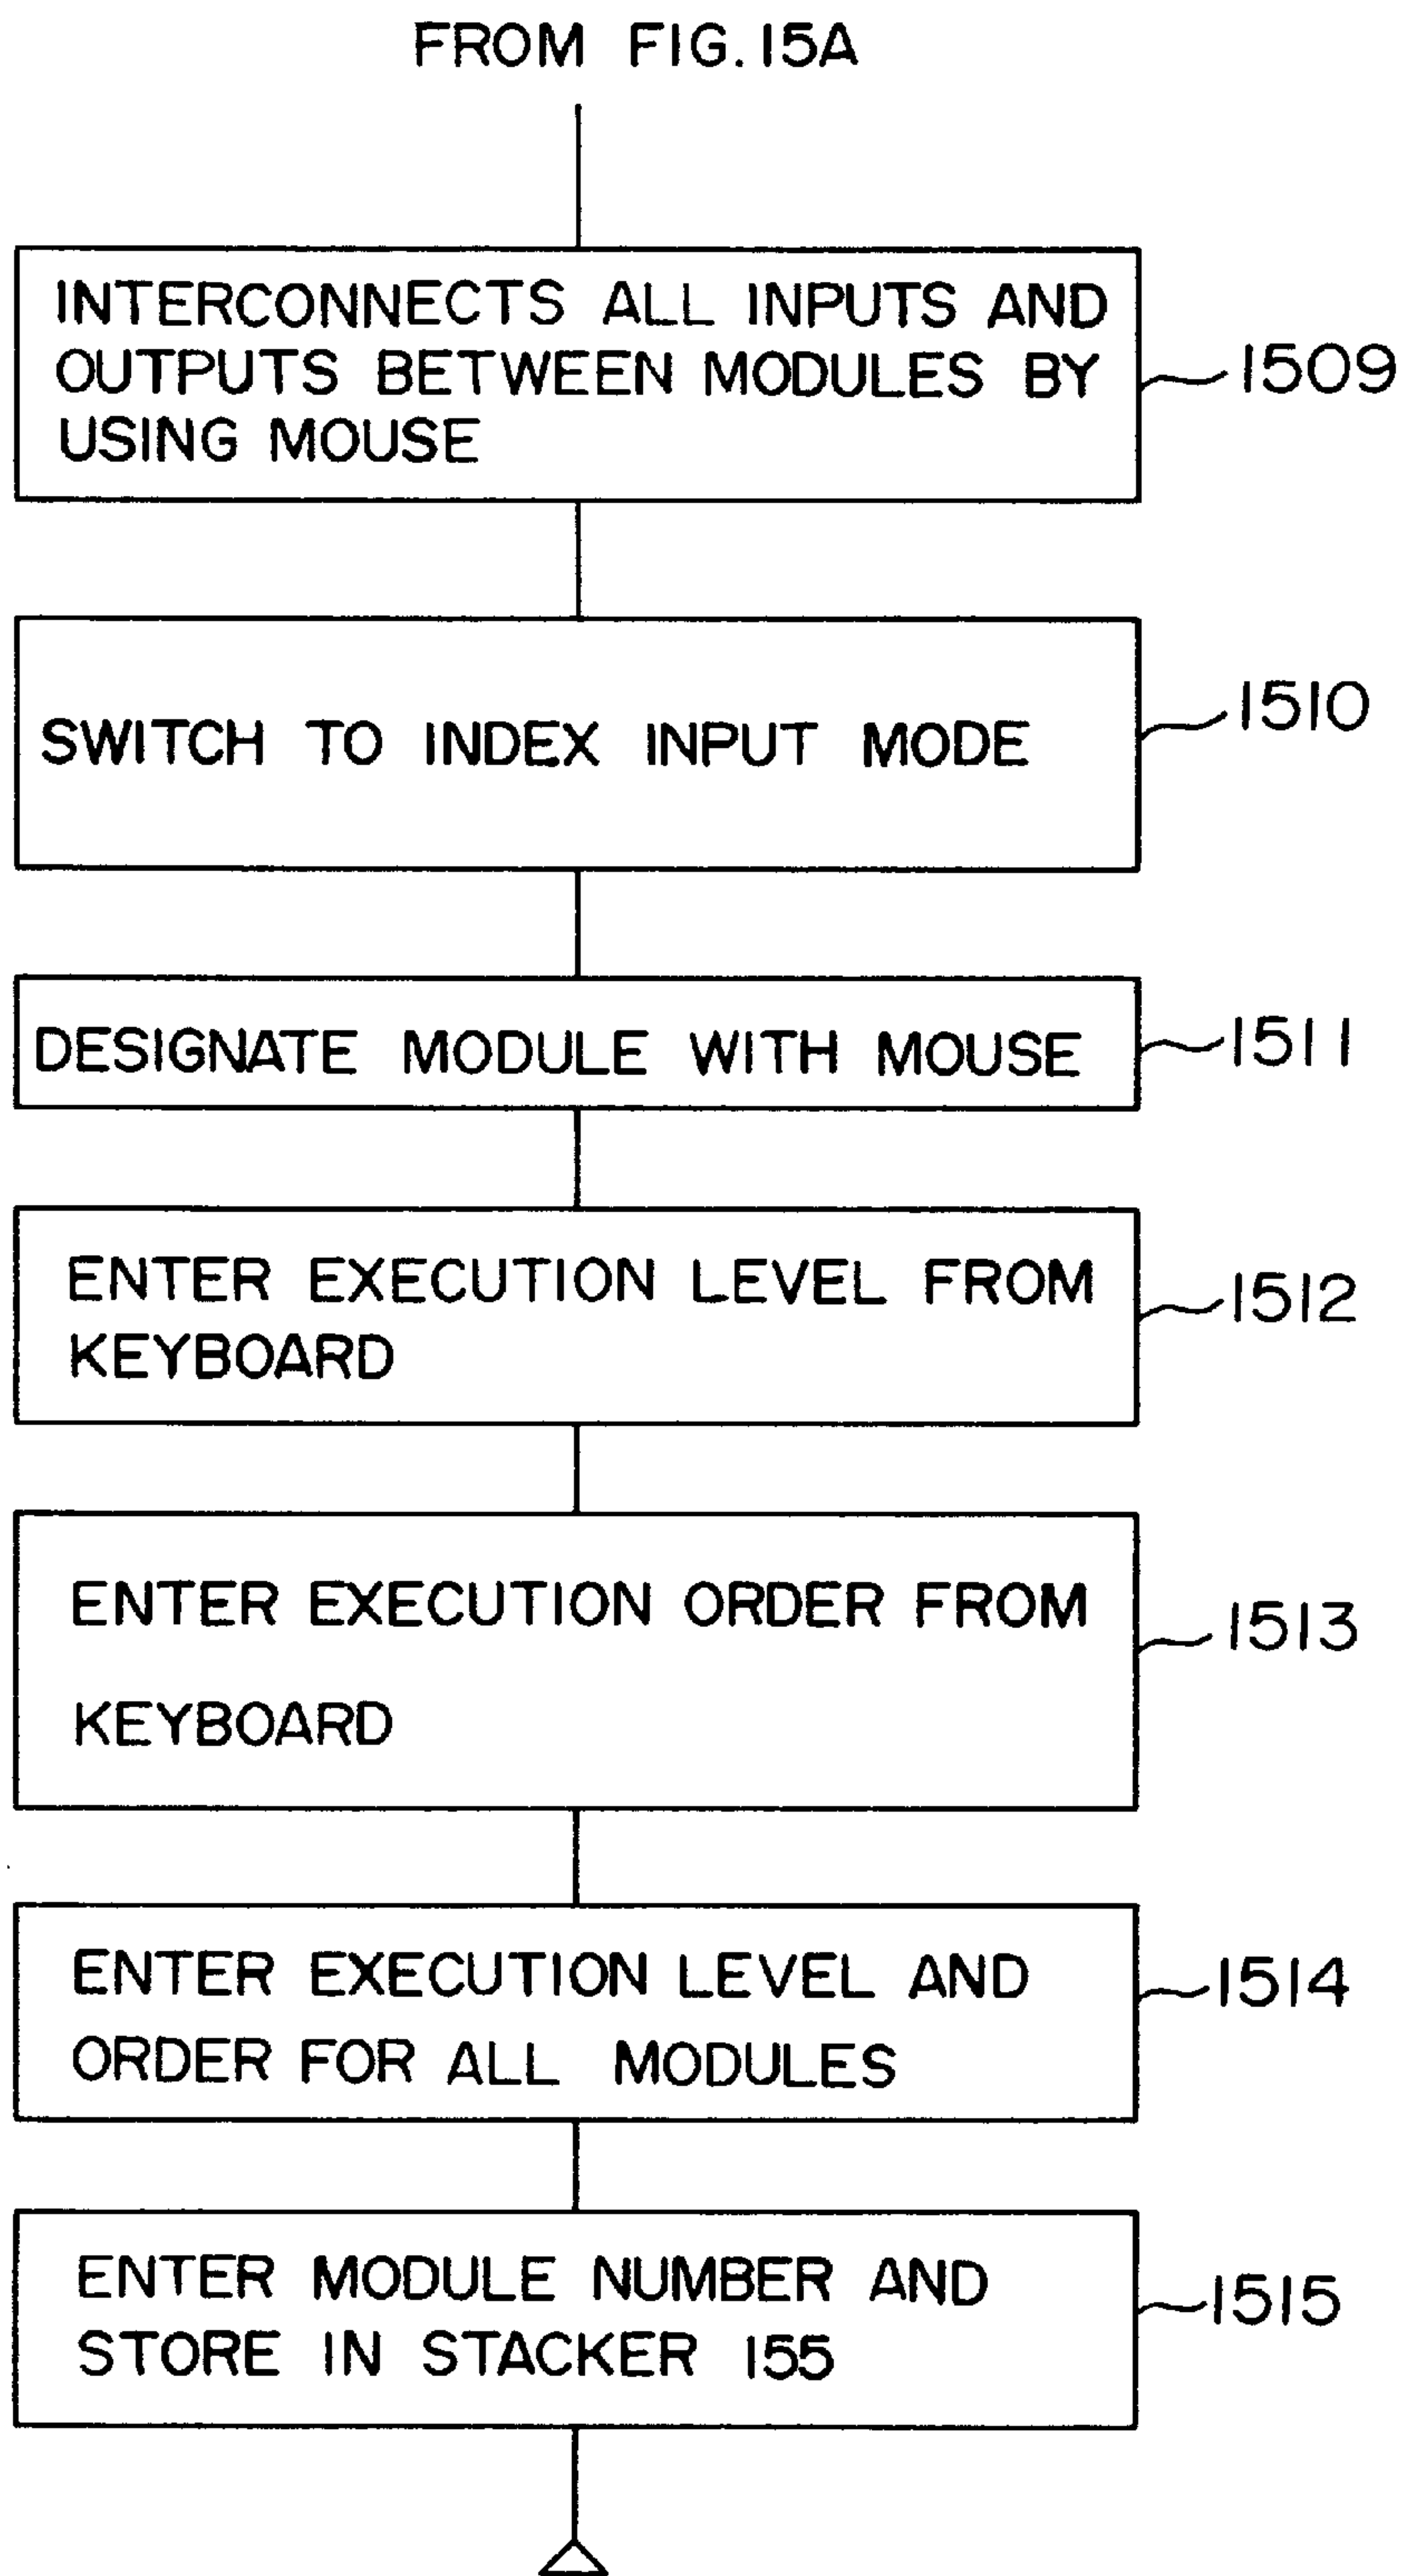 FROM FIG. 15A
INTERCONNECTS ALL INPUTS AND
OUTPUTS BETWEEN MODULES BY
USING MOUSE
1509
SWITCH TO INDEX INPUT MODE
1510
DESIGNATE MODULE WITH MOUSE
1511
ENTER EXECUTION LEVEL FROM
KEYBOARD
1512
ENTER EXECUTION ORDER FROM
KEYBOARD
1513
ENTER EXECUTION LEVEL AND
ORDER FOR ALL MODULES
1514
ENTER MODULE NUMBER AND
STORE IN STACKER 155
1515